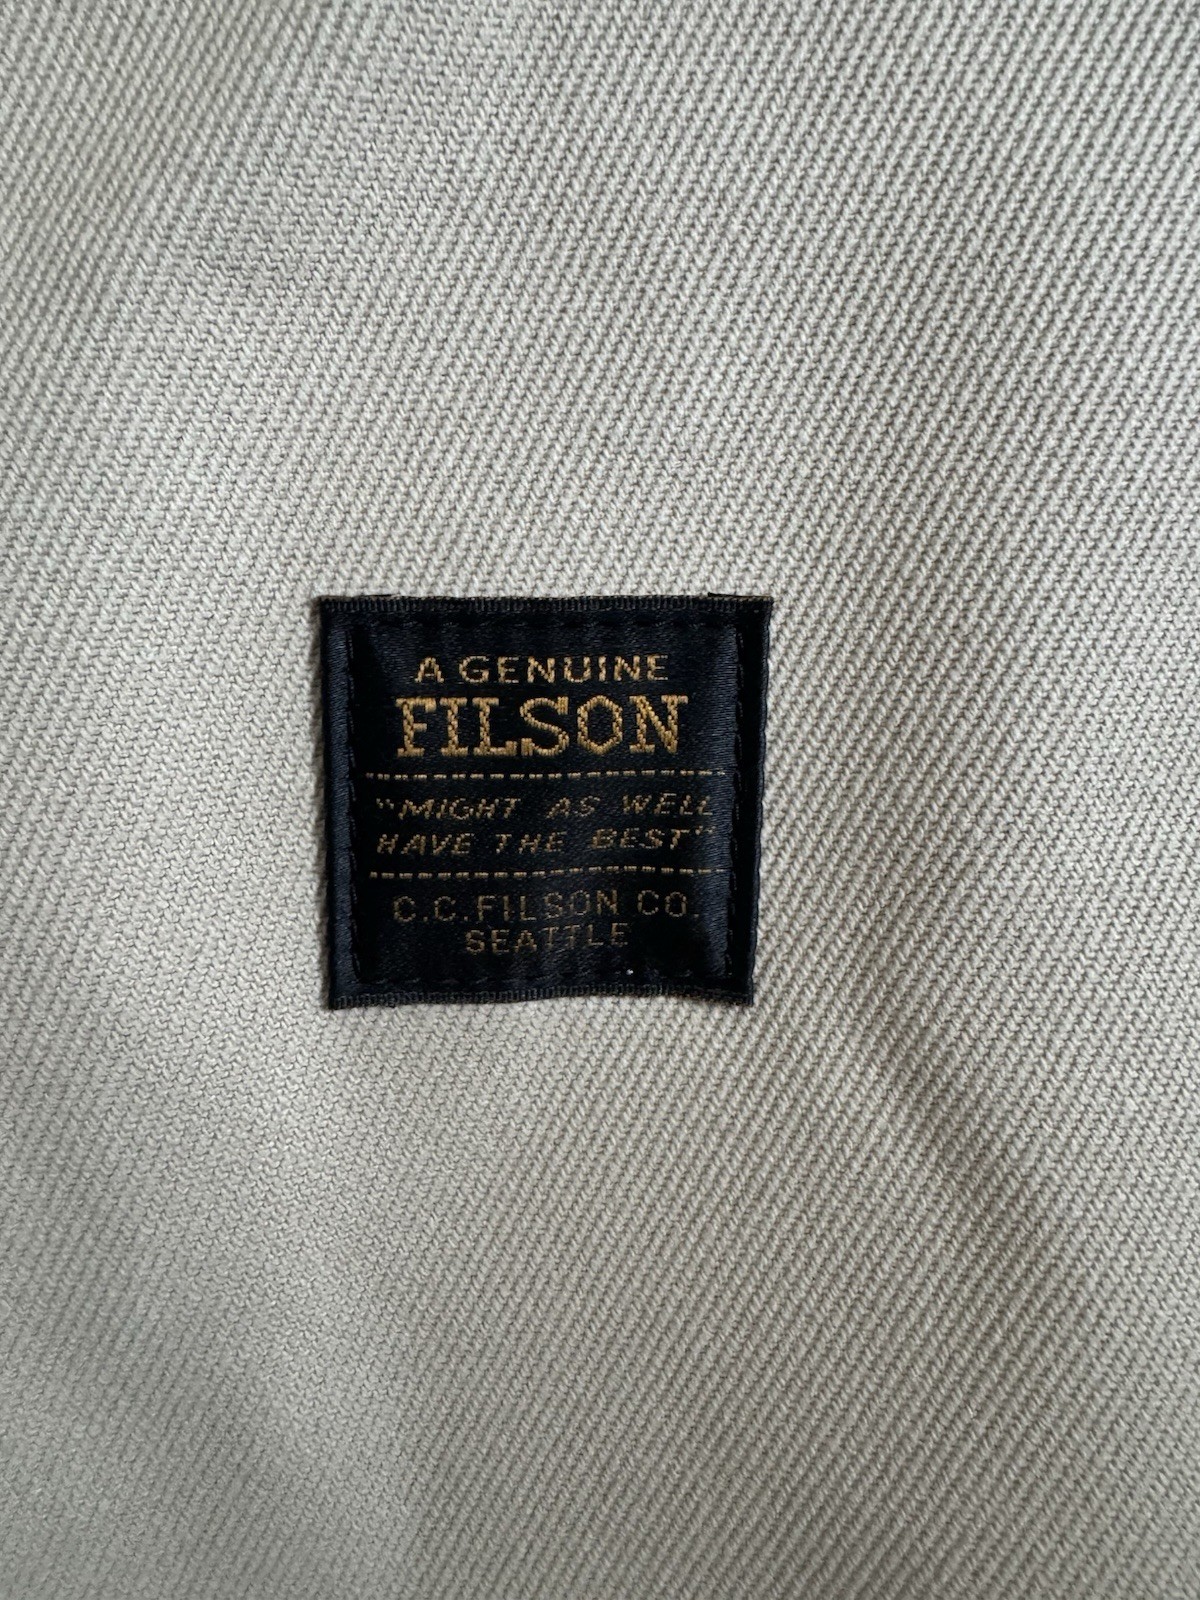 A GENUINE
FILSON
"MIGHT AS WELL
HAVE THE BEST"
C.C.FILSON CO.
SEATTLE